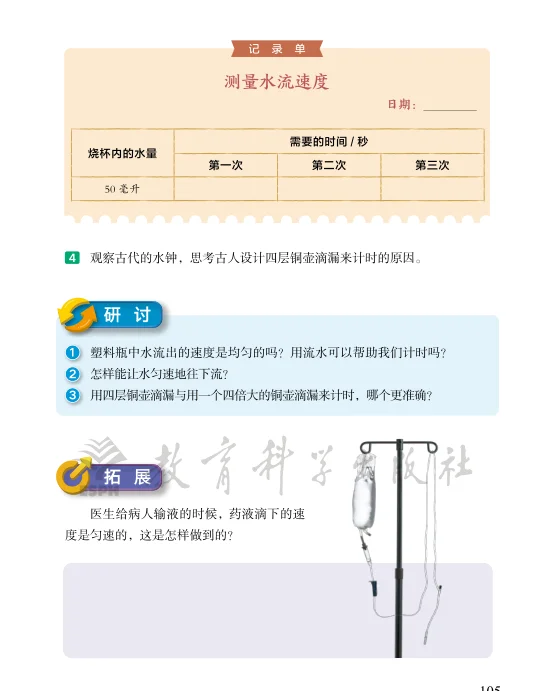 记录单
测量水流速度
日期：________
烧杯内的水量
需要的时间 / 秒
第一次
第二次
第三次
50 毫升
4 观察古代的水钟，思考古人设计四层铜壶滴漏来计时的原因。
研讨
1 塑料瓶中水流出的速度是均匀的吗？用流水可以帮助我们计时吗？
2 怎样能让水匀速地往下流？
3 用四层铜壶滴漏与用一个四倍大的铜壶滴漏来计时，哪个更准确？
教育科学出版社
ESPH
拓展
医生给病人输液的时候，药液滴下的速
度是匀速的，这是怎样做到的？
105